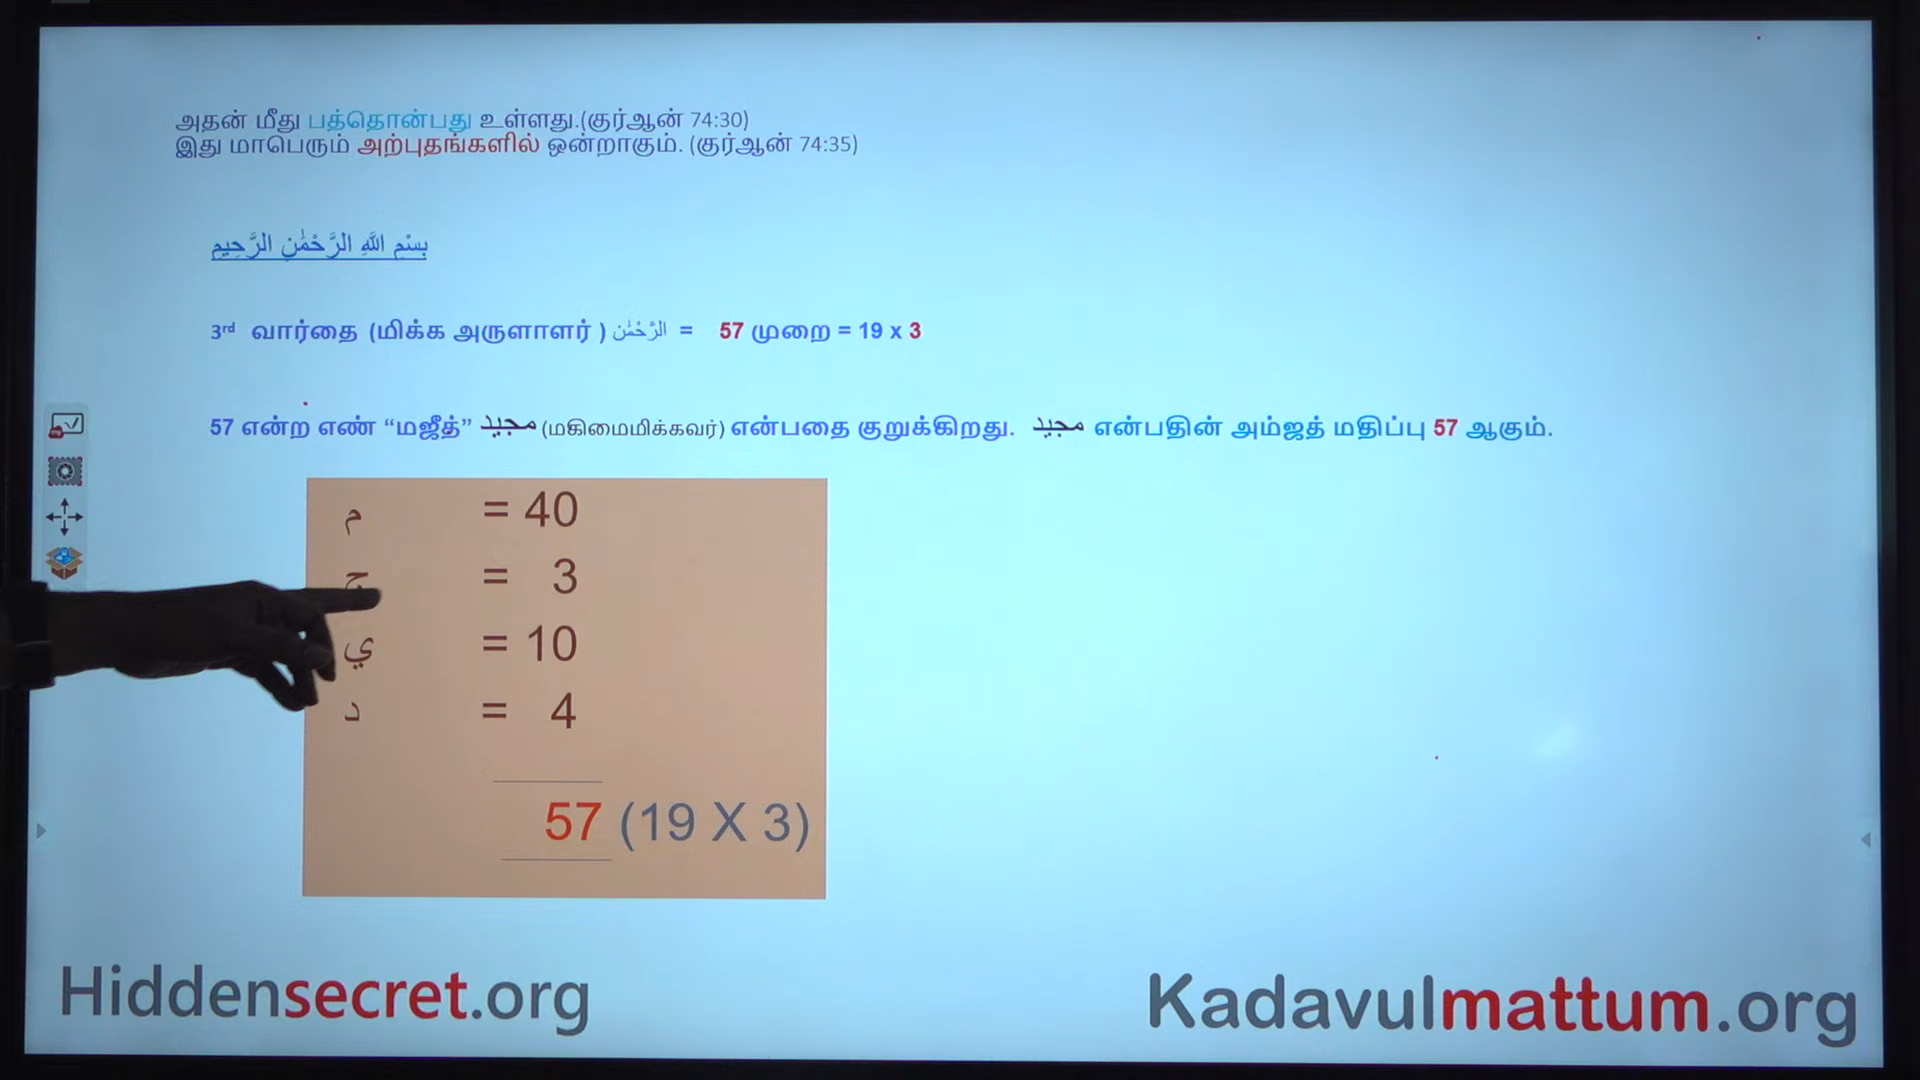 அதன் மீது பத்தொன்பது உள்ளது.(குர்ஆன் 74:30)
இது மாபெரும் அற்புதங்களில் ஒன்றாகும். (குர்ஆன் 74:35)
بِسْمِ اللَّهِ الرَّحْمَٰنِ الرَّحِيمِ
3rd வார்தை (மிக்க அருளாளர் ) الرَّحْمَٰن = 57 முறை = 19 x 3
57 என்ற எண் “மஜீத்” مجيد (மகிமைமிக்கவர்) என்பதை குறுக்கிறது. مجيد என்பதின் அம்ஜத் மதிப்பு 57 ஆகும்.
م = 40
ج = 3
ي = 10
د = 4
57 (19 X 3)
Hiddensecret.org
Kadavulmattum.org